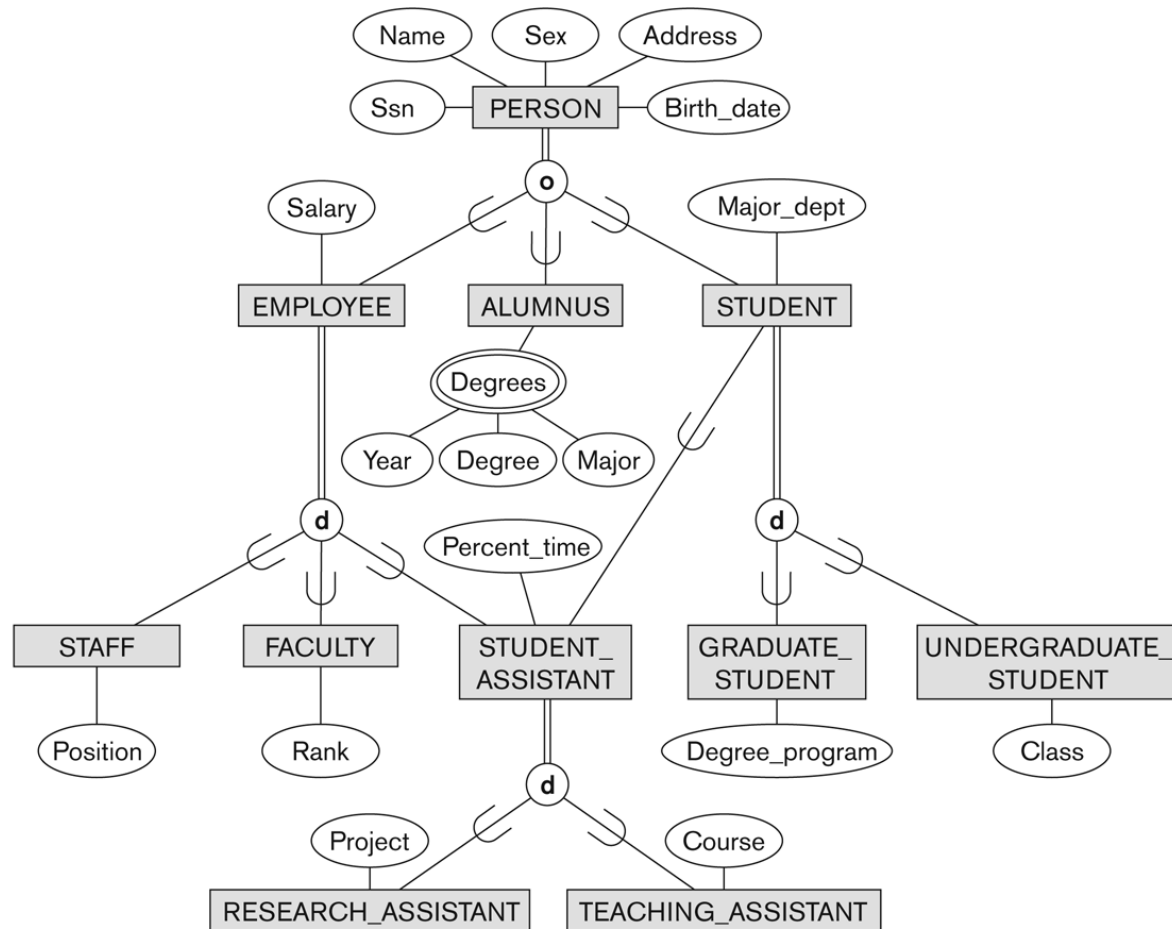 Name
Sex
Address
Ssn
PERSON
Birth_date
o
Salary
Major_dept
EMPLOYEE
ALUMNUS
STUDENT
Degrees
Year
Degree
Major
d
d
Percent_time
STAFF
FACULTY
STUDENT_
ASSISTANT
GRADUATE_
STUDENT
UNDERGRADUATE_
STUDENT
Position
Rank
Degree_program
Class
d
Project
Course
RESEARCH_ASSISTANT
TEACHING_ASSISTANT